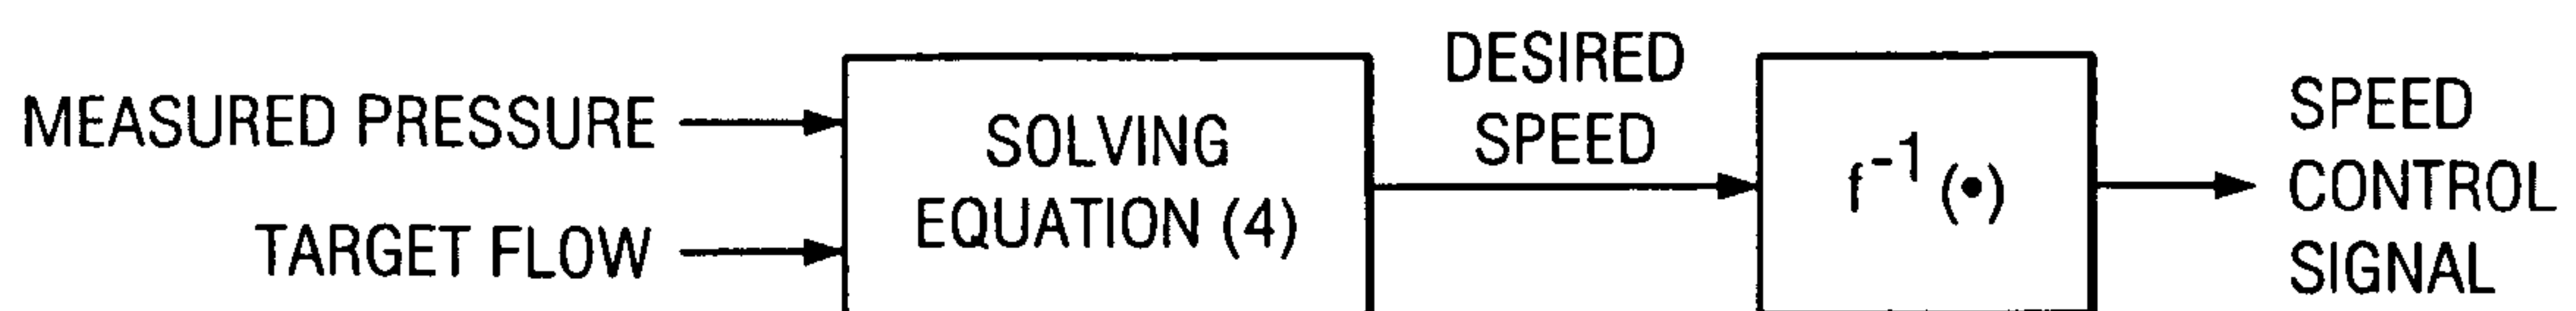 MEASURED PRESSURE
TARGET FLOW
SOLVING
EQUATION (4)
DESIRED
SPEED
f⁻¹ (•)
SPEED
CONTROL
SIGNAL